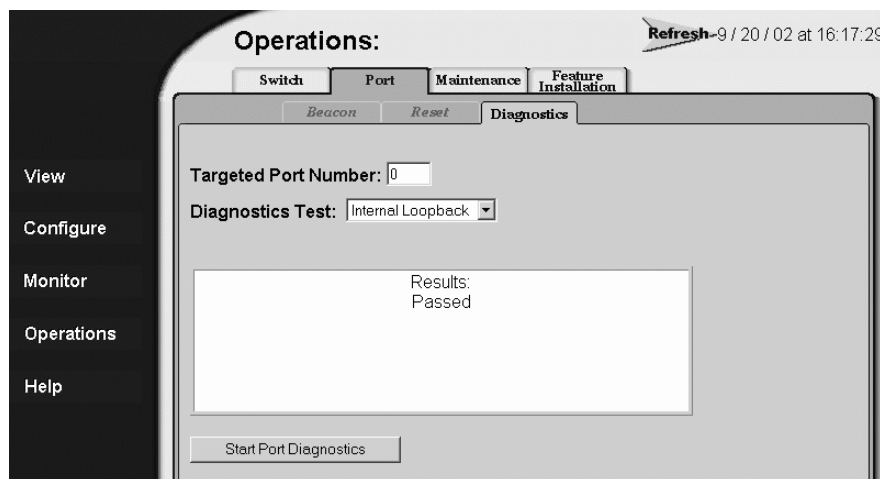 Operations:
Refresh-9 / 20 / 02 at 16:17:29
Switch Port Maintenance Feature Installation
Beacon Reset Diagnostics
View
Configure
Monitor
Operations
Help
Targeted Port Number: 0
Diagnostics Test: Internal Loopback
Results:
Passed
Start Port Diagnostics